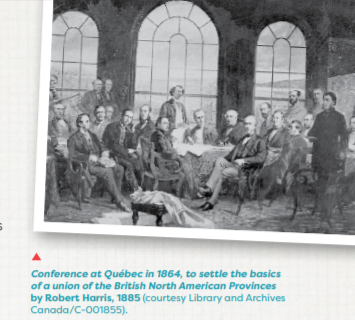 s
Conference at Québec in 1864, to settle the basics
of a union of the British North American Provinces
by Robert Harris, 1885 (courtesy Library and Archives
Canada/C-001855).